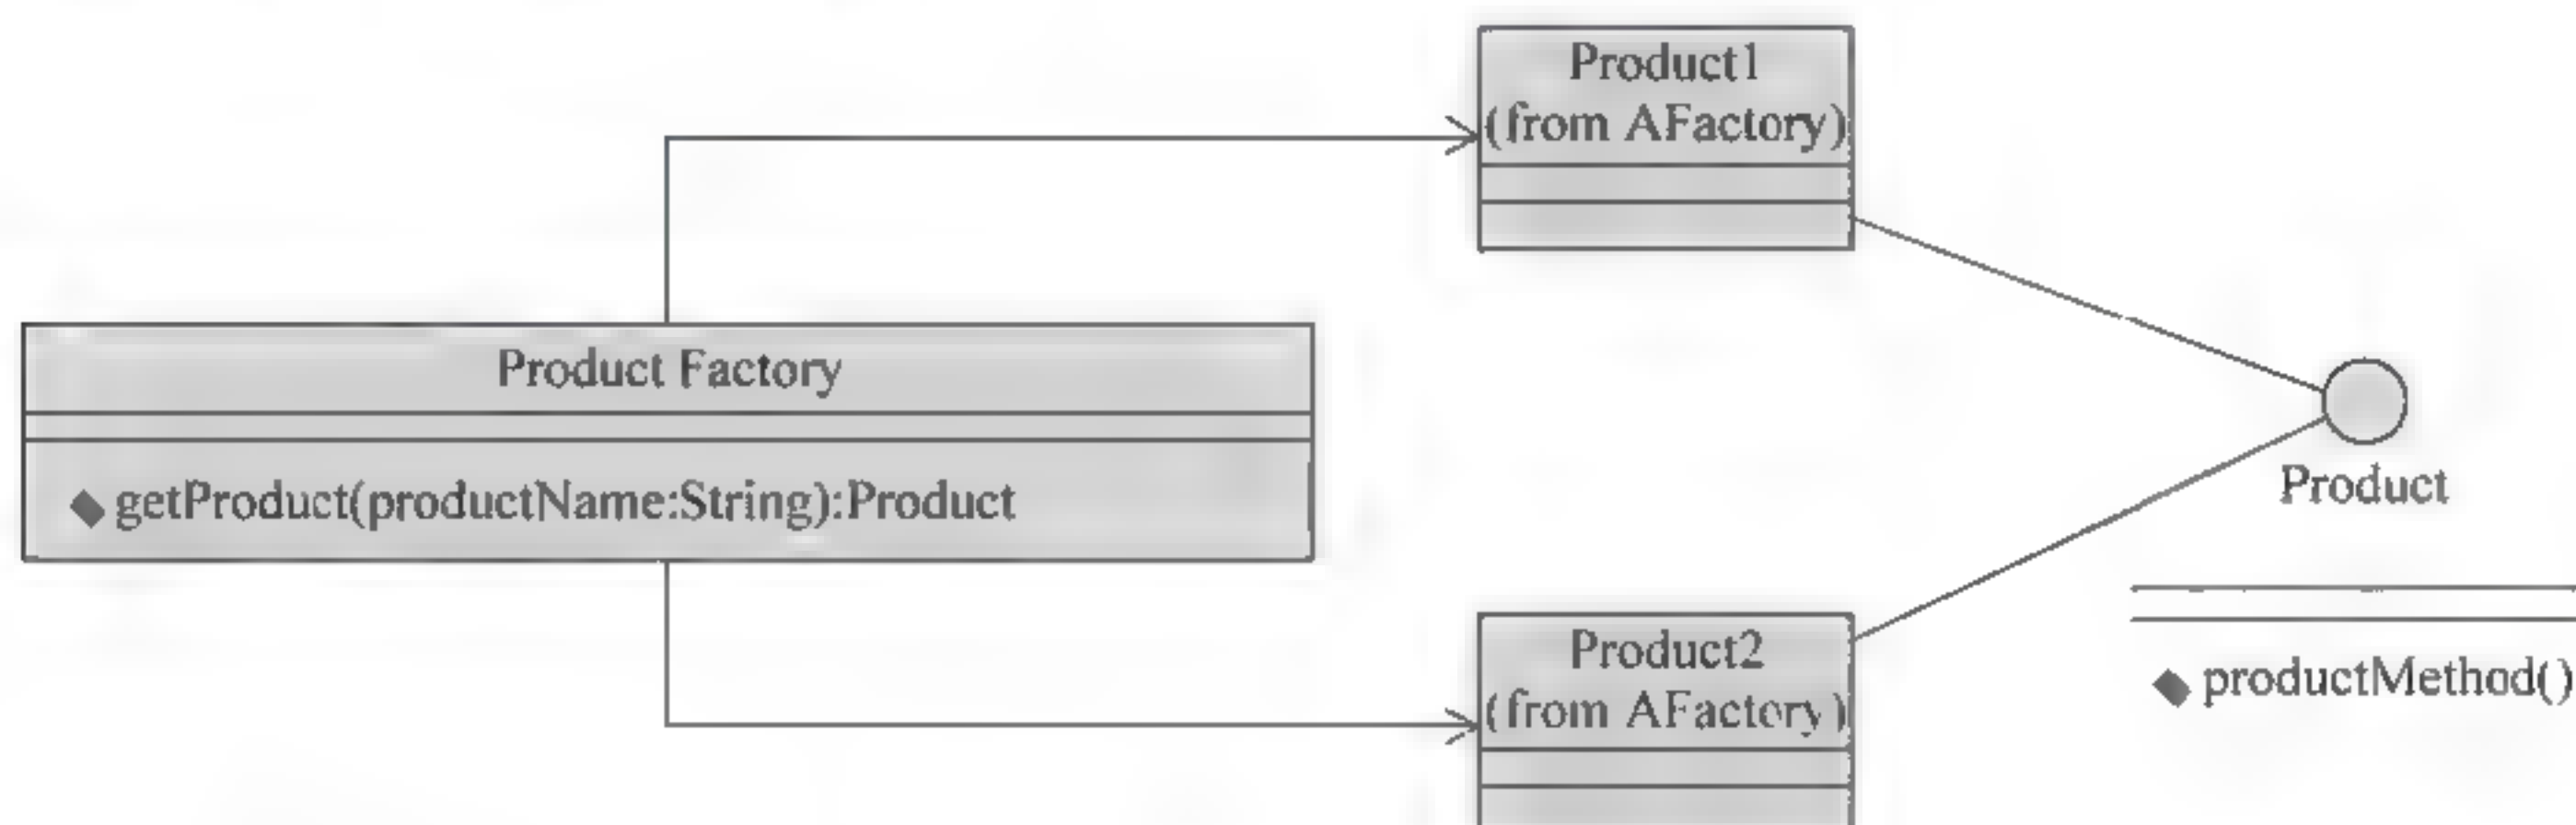 Product1
(from AFactory)
Product Factory
getProduct(productName:String):Product
Product
Product2
(from AFactory)
productMethod()